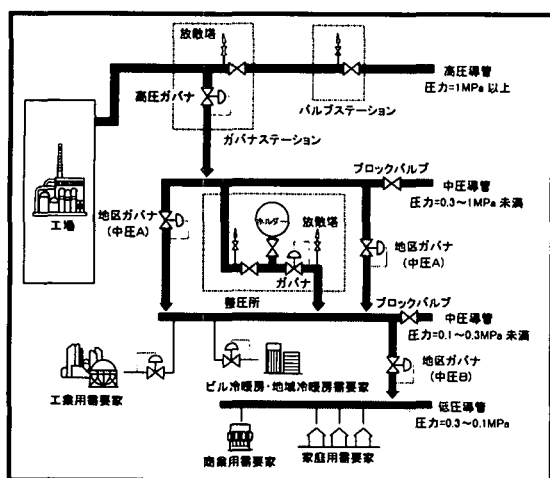 放散塔
高圧ガバナ
高圧導管
圧力=1MPa 以上
バルブステーション
ガバナステーション
工場
ブロックバルブ
中圧導管
圧力=0.3~1MPa 未満
地区ガバナ
(中圧A)
ホルダー
放散塔
ガバナ
地区ガバナ
(中圧A)
整圧所
ブロックバルブ
中圧導管
圧力=0.1~0.3MPa 未満
地区ガバナ
(中圧B)
工業用需要家
ビル冷暖房・地域冷暖房需要家
低圧導管
圧力=0.3~0.1MPa
商業用需要家
家庭用需要家